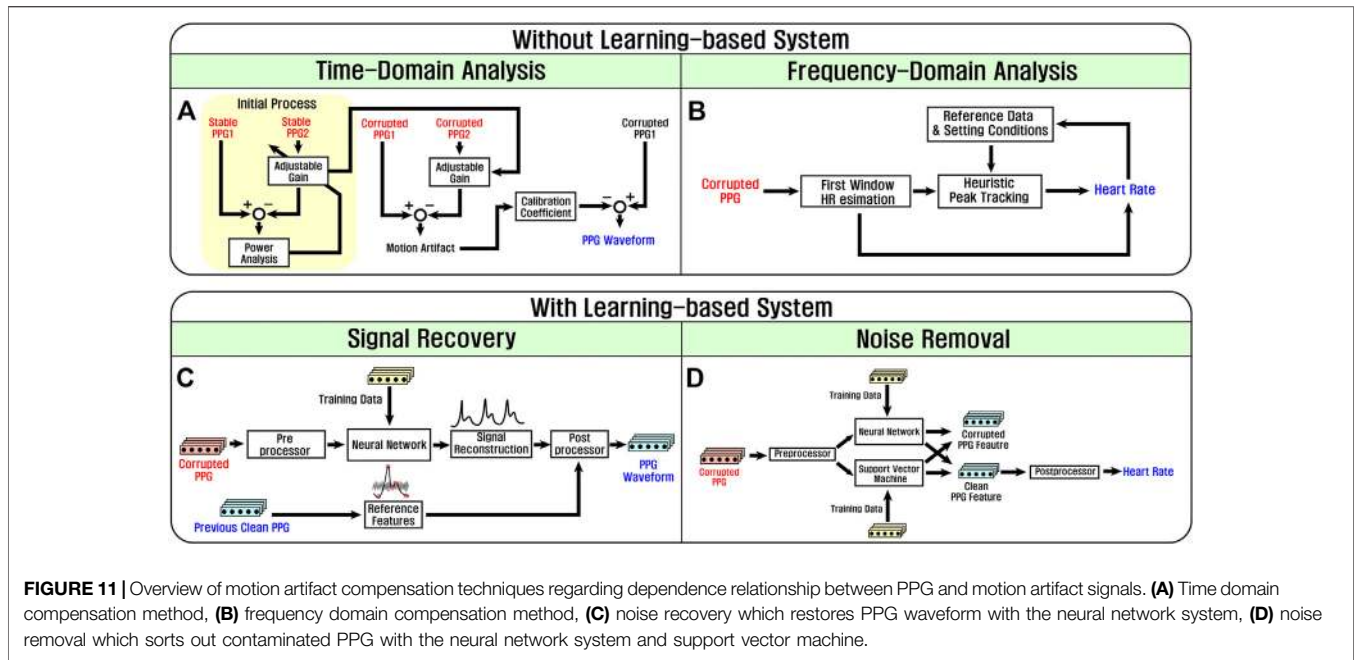 Without Learning-based System
Time-Domain Analysis
Frequency-Domain Analysis
A
Initial Process
Stable
PPG1
Stable
PPG2
Adjustable
Gain
+
−
Power
Analysis
Corrupted
PPG1
Corrupted
PPG2
Adjustable
Gain
+
−
Motion Artifact
Calibration
Coefficient
Corrupted
PPG1
−
+
PPG Waveform
B
Corrupted
PPG
First Window
HR esimation
Reference Data
& Setting Conditions
Heuristic
Peak Tracking
Heart Rate
With Learning-based System
Signal Recovery
Noise Removal
C
Training Data
Corrupted
PPG
Pre
processor
Neural Network
Signal
Reconstruction
Post
processor
PPG
Waveform
Previous Clean PPG
Reference
Features
D
Training Data
Corrupted
PPG
Preprocessor
Neural Network
Support Vector
Machine
Training Data
Corrupted
PPG Feautre
Clean
PPG Feature
Postprocessor
Heart Rate
FIGURE 11 | Overview of motion artifact compensation techniques regarding dependence relationship between PPG and motion artifact signals. (A) Time domain
compensation method, (B) frequency domain compensation method, (C) noise recovery which restores PPG waveform with the neural network system, (D) noise
removal which sorts out contaminated PPG with the neural network system and support vector machine.